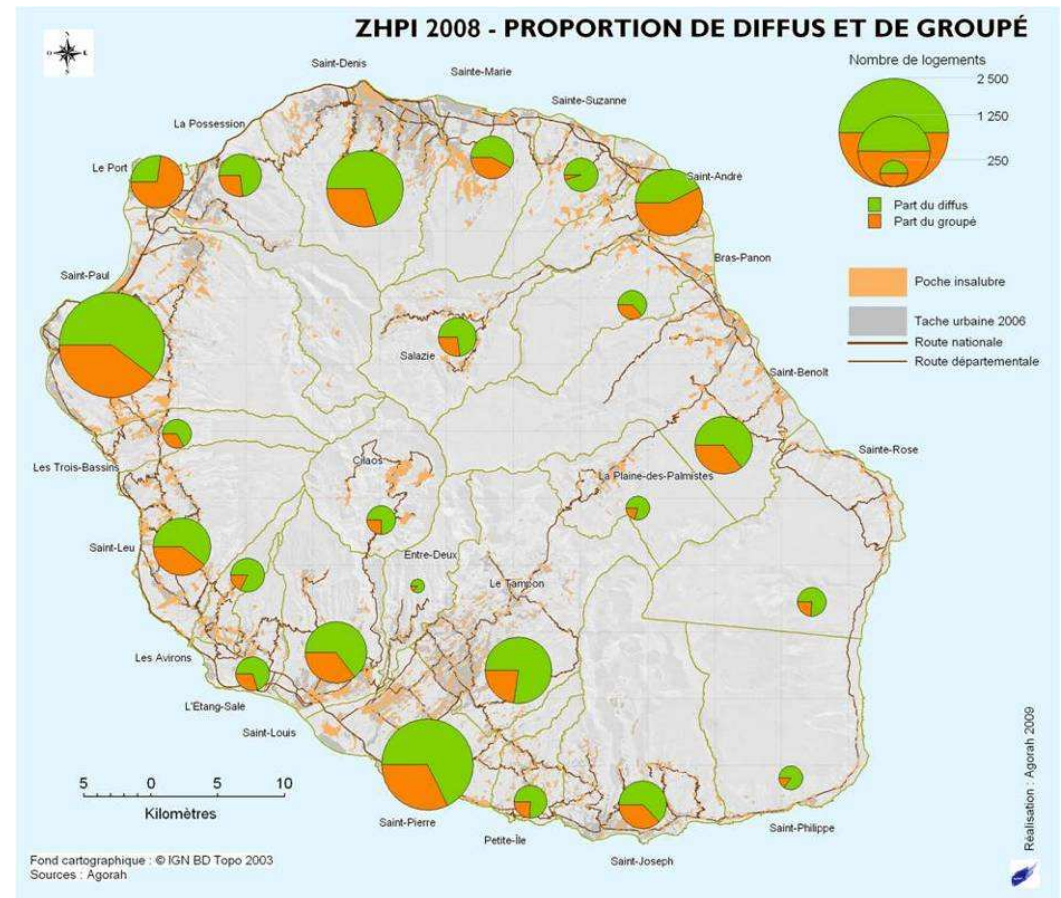 ZHPI 2008 - PROPORTION DE DIFFUS ET DE GROUPÉ
N
O E
S
Nombre de logements
2 500
1 250
250
Part du diffus
Part du groupé
Poche insalubre
Tache urbaine 2006
Route nationale
Route départementale
Saint-Denis
Sainte-Marie
Sainte-Suzanne
La Possession
Le Port
Saint-André
Bras-Panon
Saint-Paul
Salazie
Saint-Benoît
Les Trois-Bassins
Cilaos
La Plaine-des-Palmistes
Sainte-Rose
Saint-Leu
Entre-Deux
Le Tampon
Les Avirons
L'Etang-Salé
Saint-Louis
Saint-Pierre
Petite-Île
Saint-Joseph
Saint-Philippe
5 0 5 10
Kilomètres
Fond cartographique : © IGN BD Topo 2003
Sources : Agorah
Réalisation : Agorah 2009